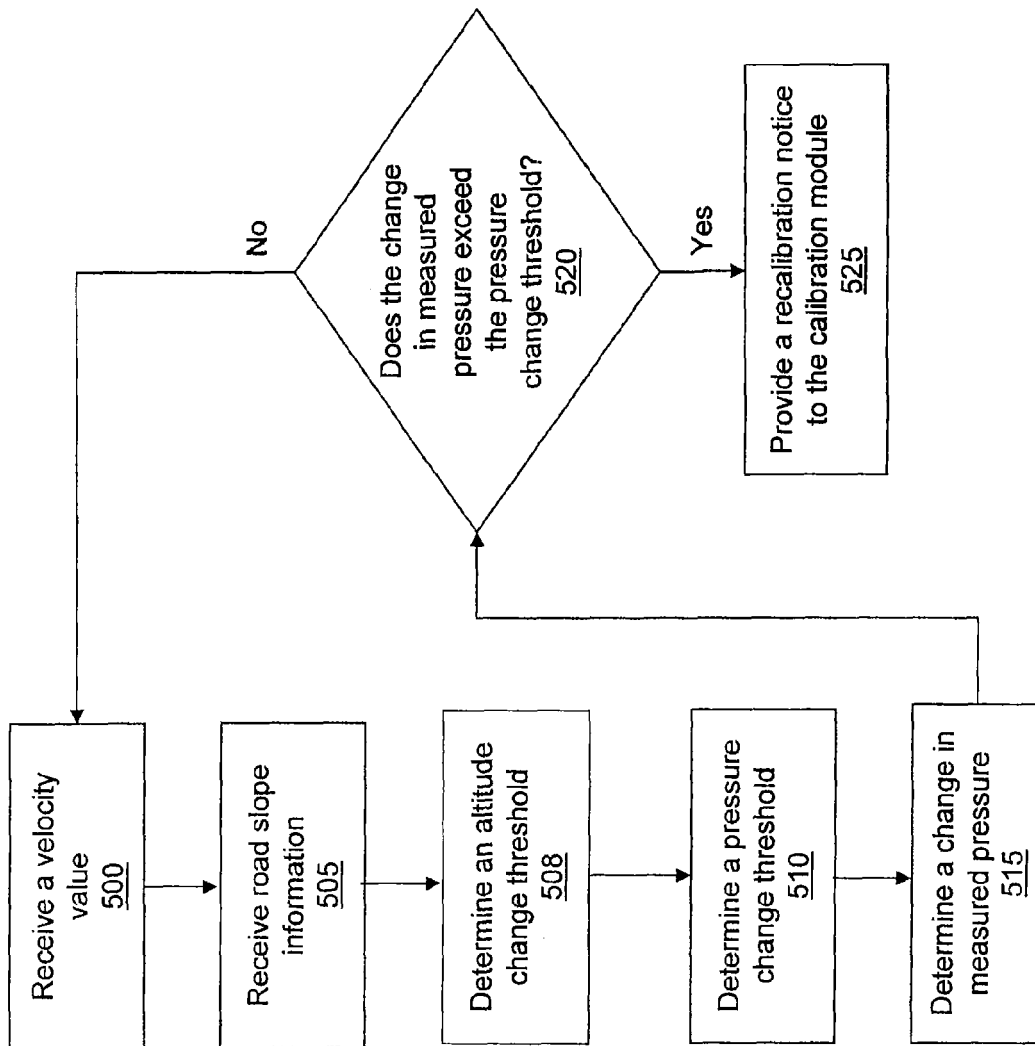 Receive a velocity
value
500
Receive road slope
information
505
Determine an altitude
change threshold
508
Determine a pressure
change threshold
510
Determine a change in
measured pressure
515
Does the change
in measured
pressure exceed
the pressure
change threshold?
520
No
Yes
Provide a recalibration notice
to the calibration module
525